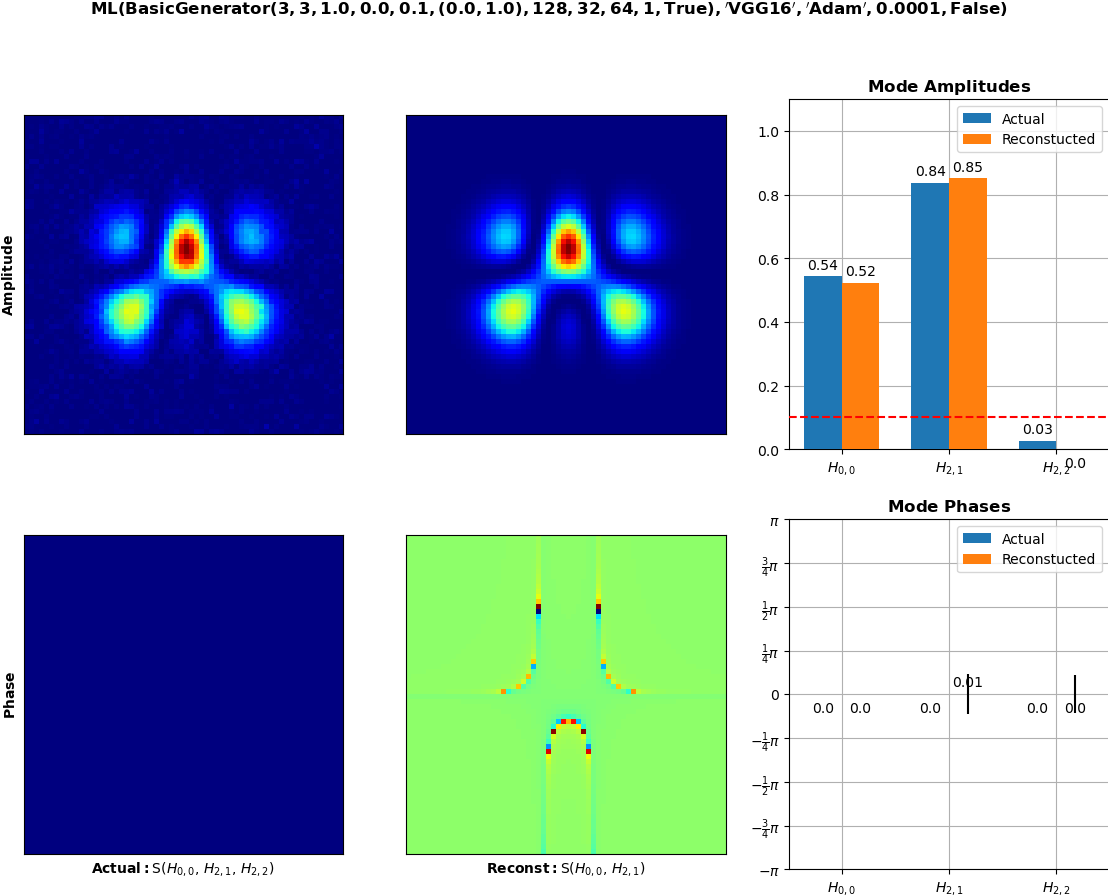 ML(BasicGenerator(3, 3, 1.0, 0.0, 0.1, (0.0, 1.0), 128, 32, 64, 1, True), ′VGG16′, ′Adam′, 0.0001, False)
Amplitude
Mode Amplitudes
Actual
Reconstucted
1.0
0.8
0.6
0.4
0.2
0.0
0.54
0.52
0.84
0.85
0.03
0.0
H0,0
H2,1
H2,2
Phase
Actual: S(H0,0, H2,1, H2,2)
Reconst: S(H0,0, H2,1)
Mode Phases
Actual
Reconstucted
π
3/4π
1/2π
1/4π
0
−1/4π
−1/2π
−3/4π
−π
0.0
0.0
0.0
0.01
0.0
0.0
H0,0
H2,1
H2,2